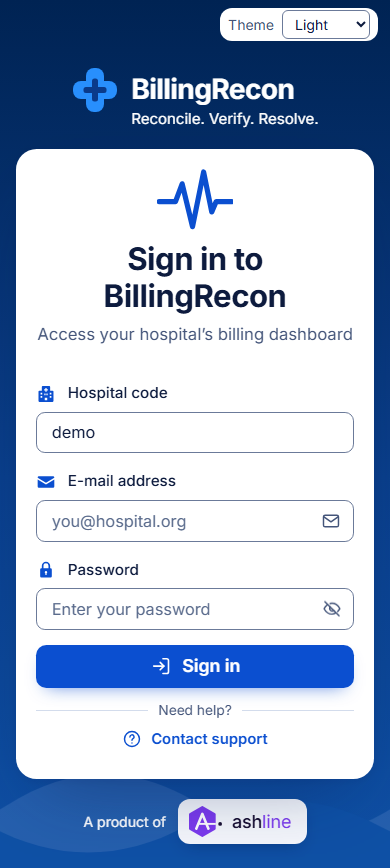 Theme Light
BillingRecon
Reconcile. Verify. Resolve.
Sign in to
BillingRecon
Access your hospital’s billing dashboard
Hospital code
demo
E-mail address
you@hospital.org
Password
Enter your password
Sign in
Need help?
Contact support
A product of ashline